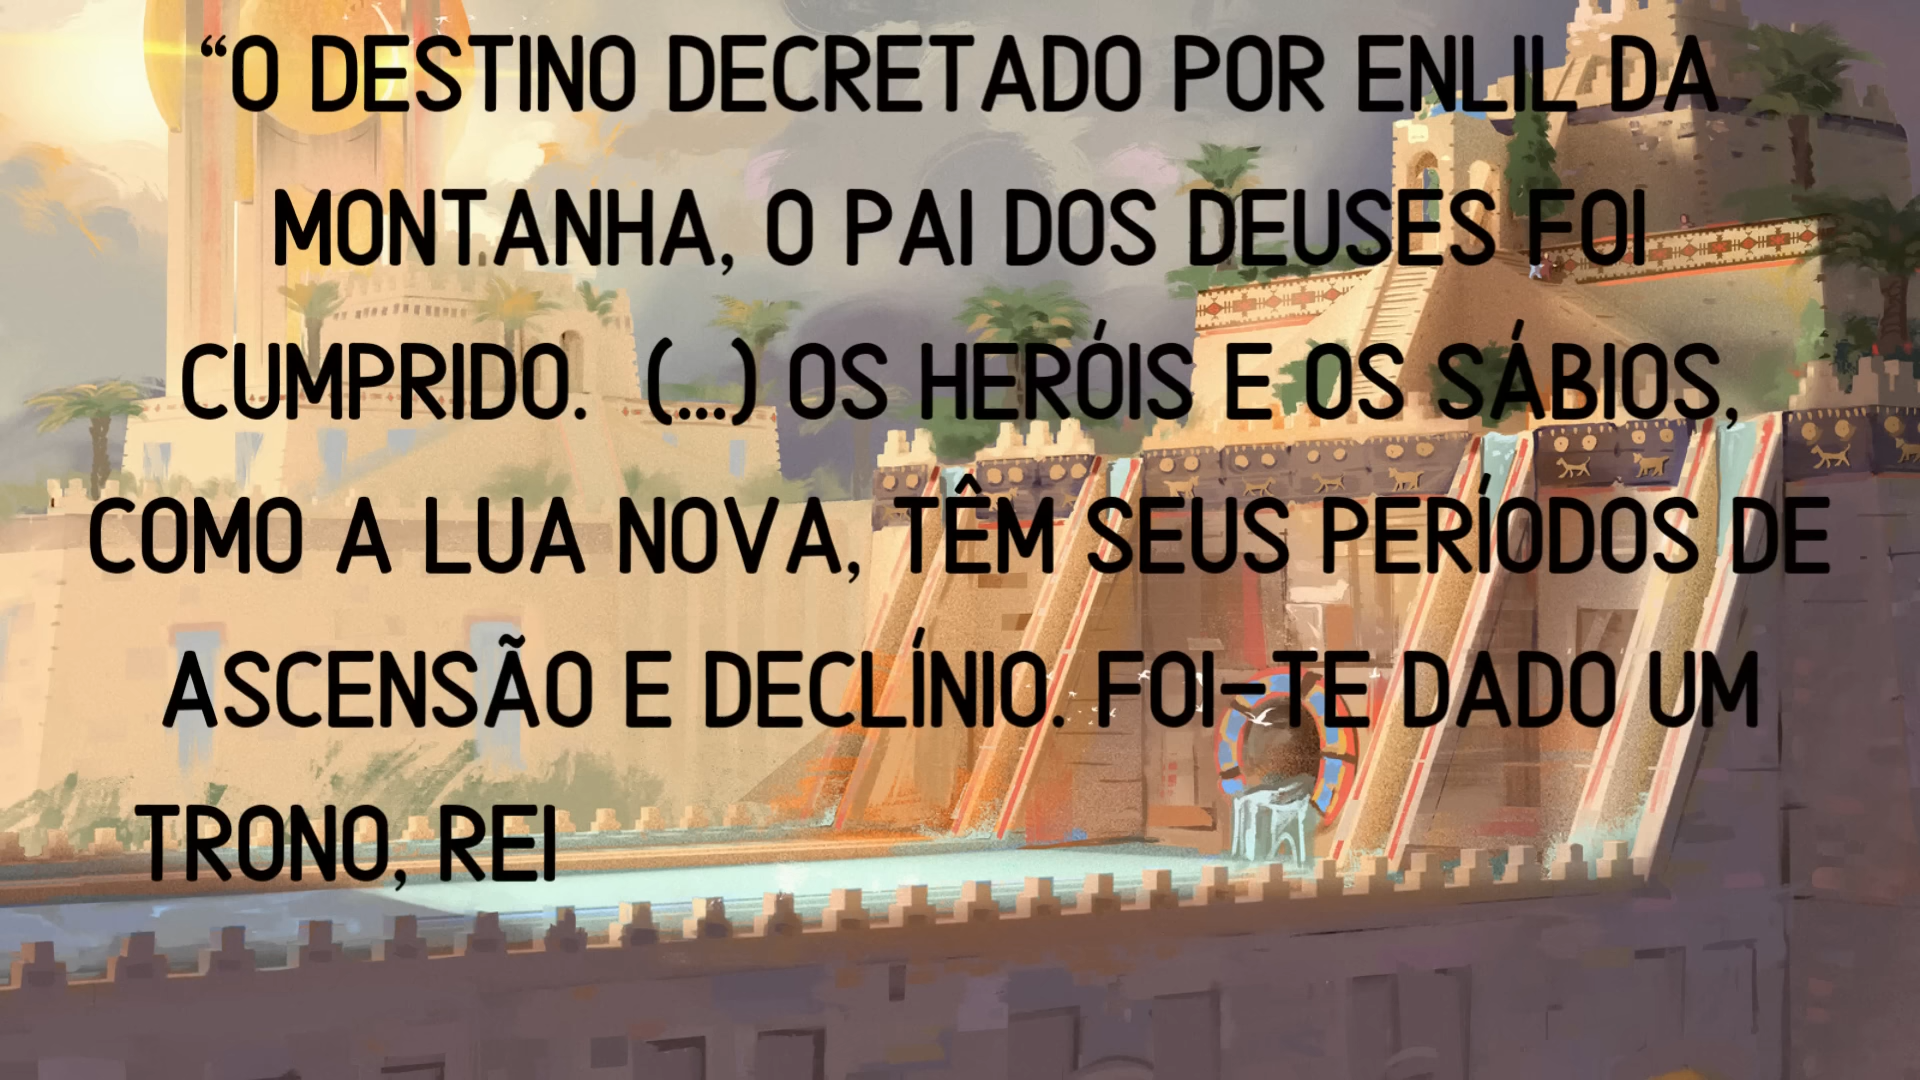 “O DESTINO DECRETADO POR ENLIL DA
MONTANHA, O PAI DOS DEUSES FOI
CUMPRIDO. (...) OS HERÓIS E OS SÁBIOS,
COMO A LUA NOVA, TÊM SEUS PERÍODOS DE
ASCENSÃO E DECLÍNIO. FOI-TE DADO UM
TRONO, REI